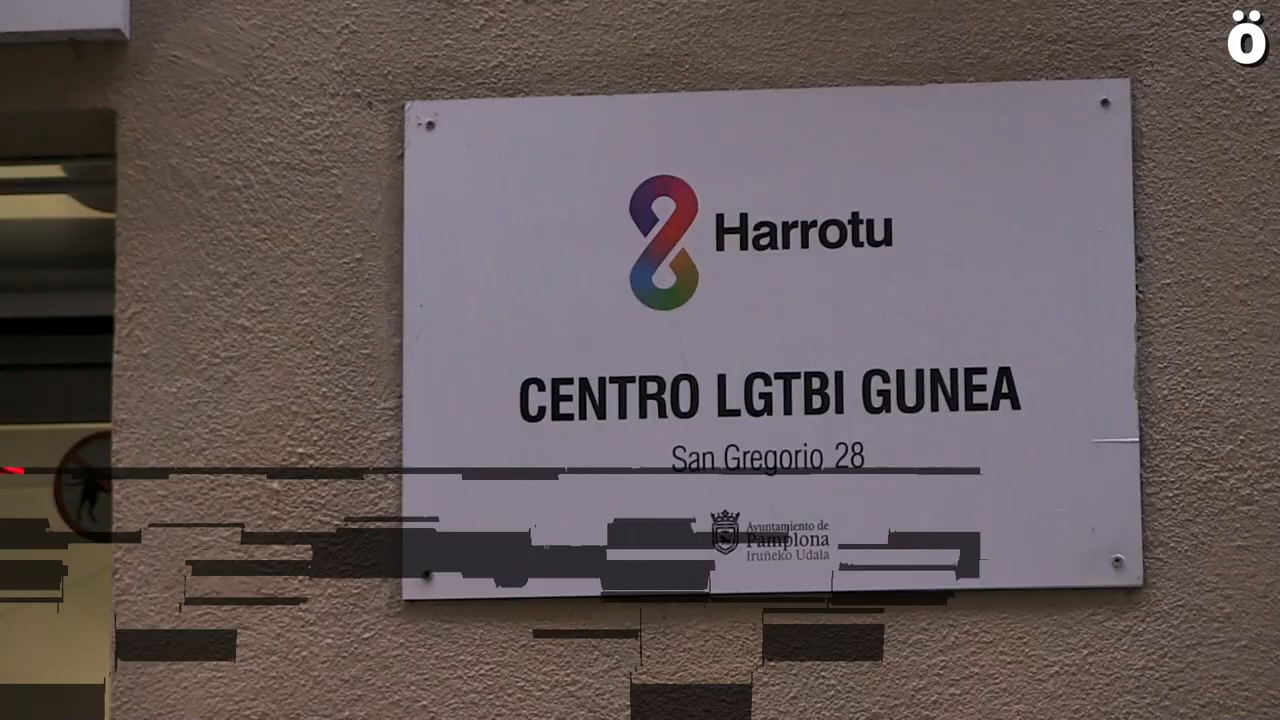 ö
Harrotu
CENTRO LGTBI GUNEA
San Gregorio 28
Ayuntamiento de
Pamplona
Iruñeko Udala